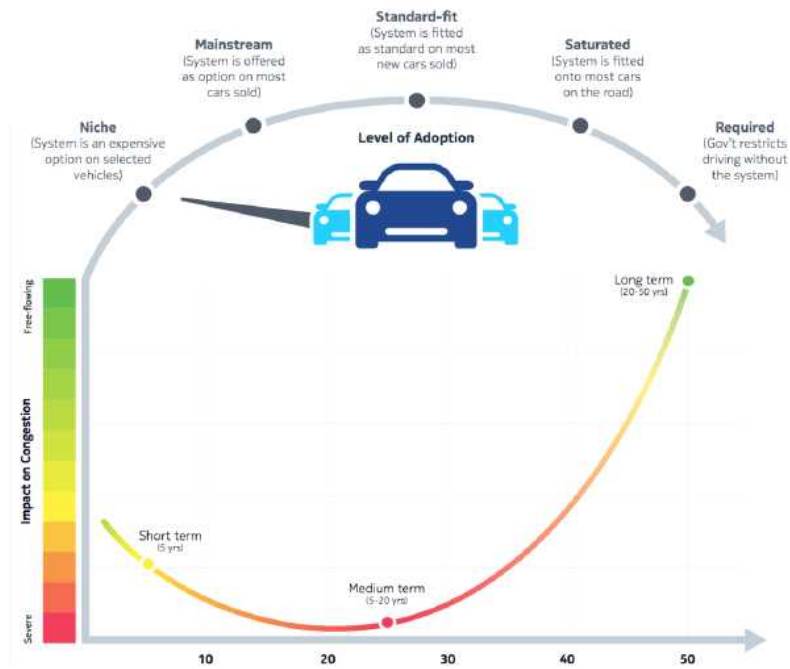 Standard-fit
(System is fitted
as standard on most
new cars sold)
Mainstream
(System is offered
as option on most
cars sold)
Saturated
(System is fitted
onto most cars
on the road)
Niche
(System is an expensive
option on selected
vehicles)
Level of Adoption
Required
(Gov't restricts
driving without
the system)
Free-flowing
Impact on Congestion
Severe
Long term
(20-50 yrs)
Short term
(5 yrs)
Medium term
(5-20 yrs)
10 20 30 40 50